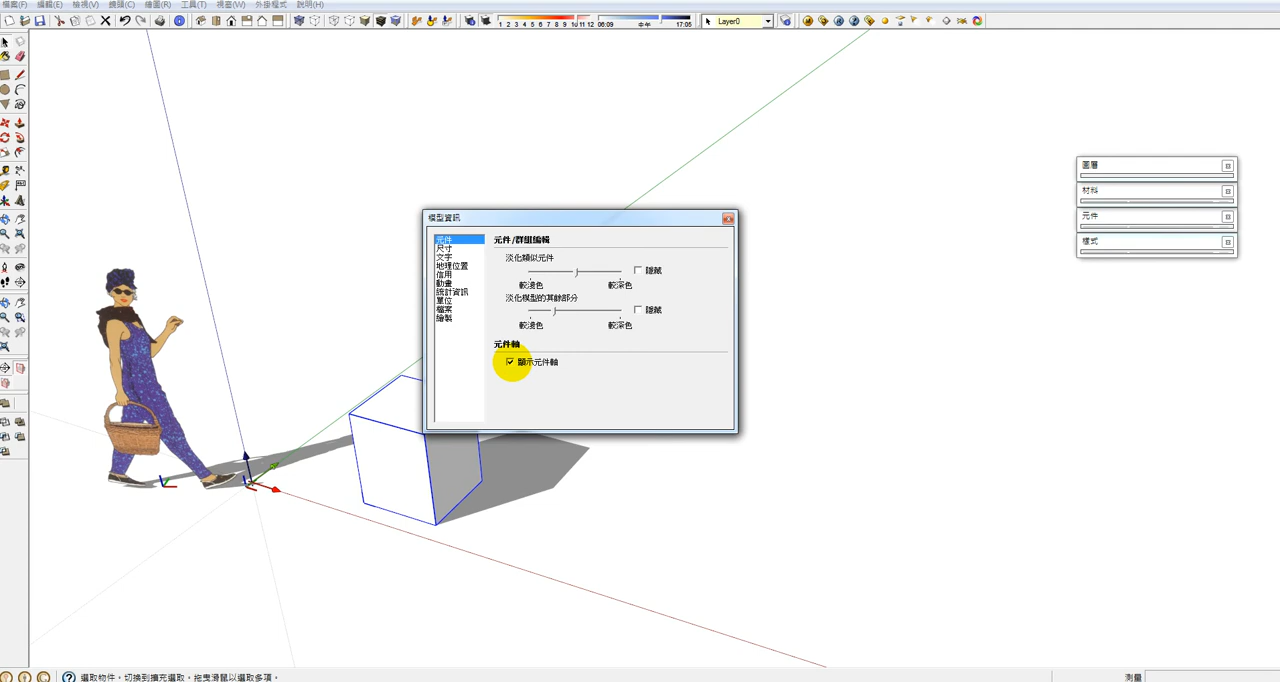 檔案(F) 編輯(E) 檢視(V) 鏡頭(C) 繪圖(R) 工具(T) 視窗(W) 外掛程式 說明(H)
1 2 3 4 5 6 7 8 9 10 11 12 06:09 中午 17:05
Layer0
圖層
材料
元件
樣式
模型資訊
元件
尺寸
文字
地理位置
信用
動畫
統計資訊
單位
檔案
繪製
元件/群組編輯
淡化類似元件
隱藏
較淺色 較深色
淡化模型的其餘部分
隱藏
較淺色 較深色
元件軸
顯示元件軸
選取物件。切換到擴充選取。拖曳滑鼠以選取多項。
測量